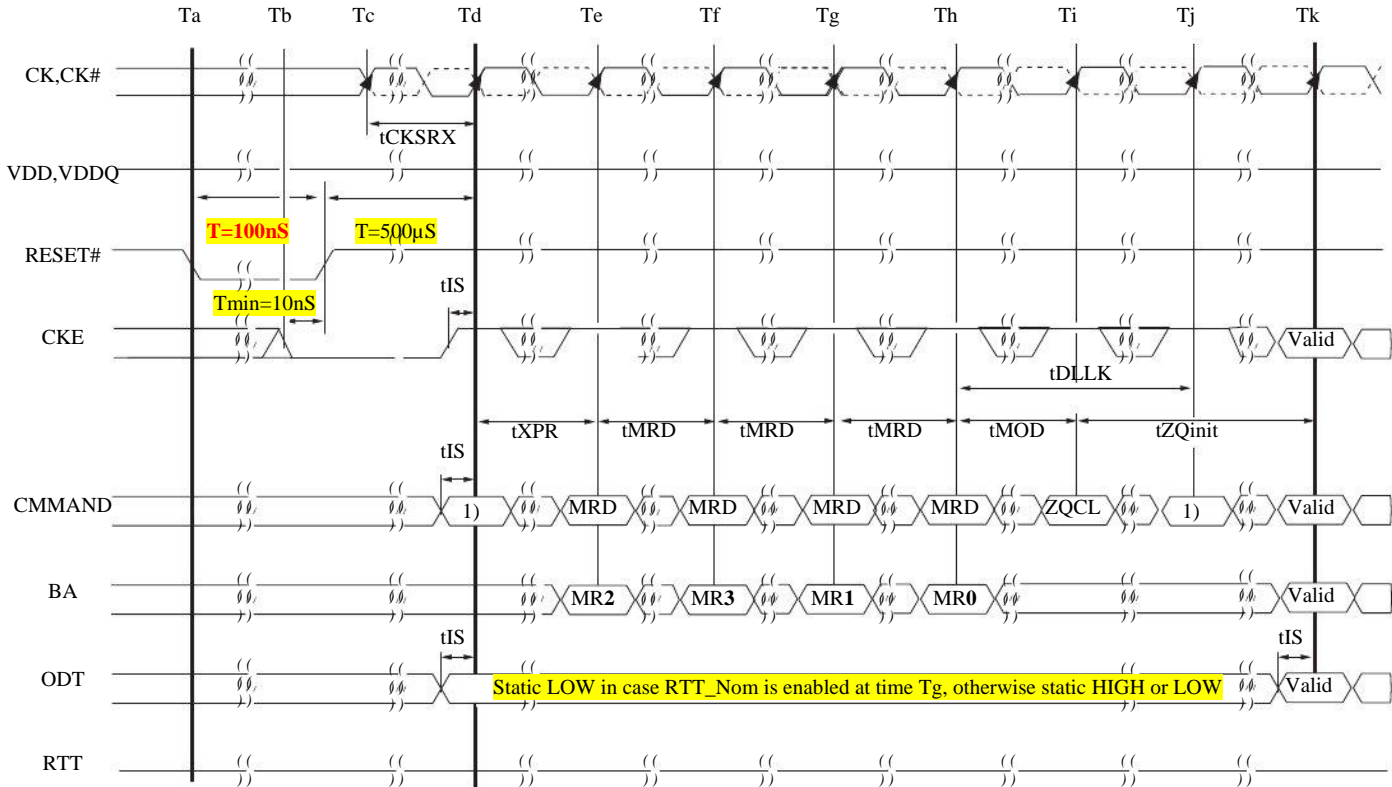 Ta Tb Tc Td Te Tf Tg Th Ti Tj Tk
CK,CK#
tCKSRX
VDD,VDDQ
T=100nS T=500µS
RESET#
Tmin=10nS tIS
CKE Valid
tDLLK
tXPR tMRD tMRD tMRD tMOD tZQinit
tIS
CMMAND 1) MRD MRD MRD MRD ZQCL 1) Valid
BA MR2 MR3 MR1 MR0 Valid
tIS tIS
ODT Static LOW in case RTT_Nom is enabled at time Tg, otherwise static HIGH or LOW Valid
RTT